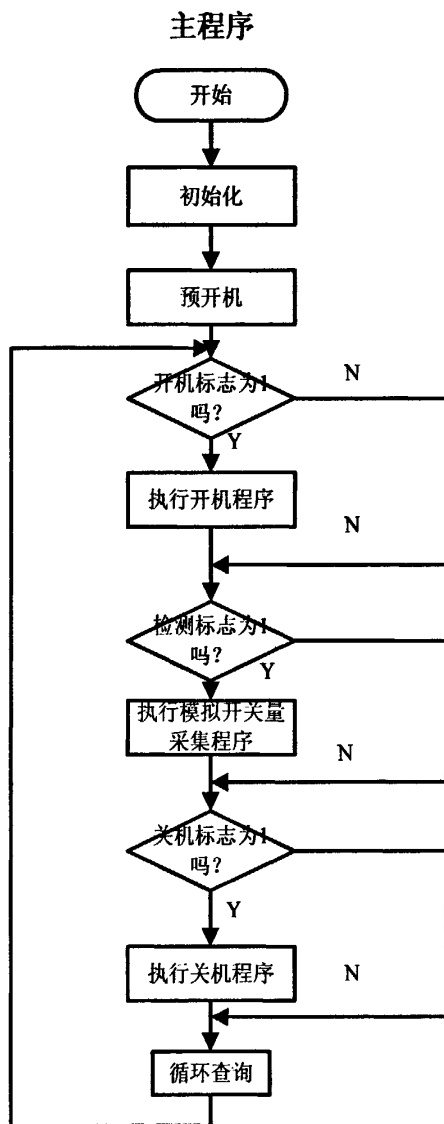 主程序
开始
初始化
预开机
开机标志为1
吗?
N
Y
执行开机程序
N
检测标志为1
吗?
Y
执行模拟开关量
采集程序
N
关机标志为1
吗?
Y
执行关机程序
N
循环查询